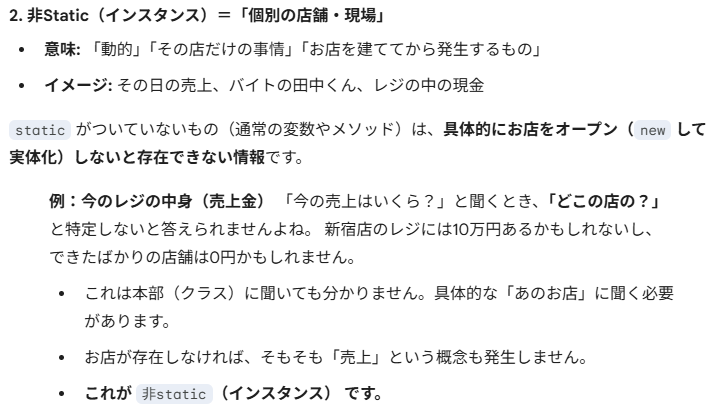 2. 非Static（インスタンス）＝「個別の店舗・現場」
• 意味: 「動的」「その店だけの事情」「お店を建ててから発生するもの」
• イメージ: その日の売上、バイトの田中くん、レジの中の現金
static がついていないもの（通常の変数やメソッド）は、具体的にお店をオープン（ new して
実体化）しないと存在できない情報です。
例：今のレジの中身（売上金） 「今の売上はいくら？」と聞くとき、「どこの店の？」
と特定しないと答えられませんよね。 新宿店のレジには10万円あるかもしれないし、
できたばかりの店舗は0円かもしれません。
• これは本部（クラス）に聞いても分かりません。具体的な「あのお店」に聞く必要
があります。
• お店が存在しなければ、そもそも「売上」という概念も発生しません。
• これが 非static（インスタンス） です。